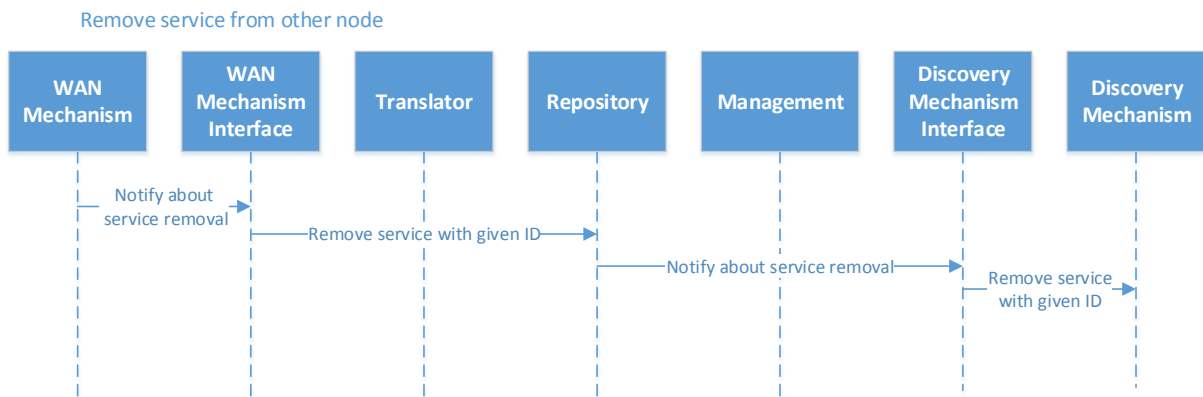 Remove service from other node
WAN
Mechanism
WAN
Mechanism
Interface
Translator
Repository
Management
Discovery
Mechanism
Interface
Discovery
Mechanism
Notify about
service removal
Remove service with given ID
Notify about service removal
Remove service
with given ID